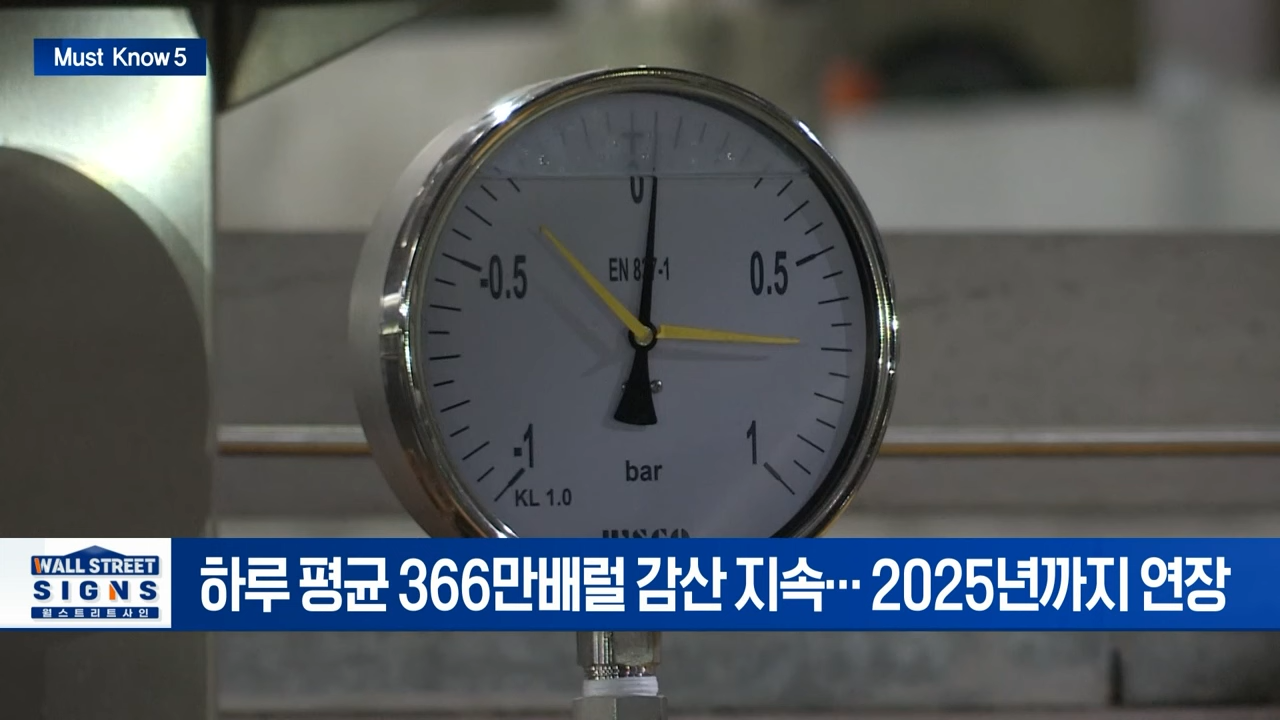 Must Know 5
0
-0.5
EN 837-1
0.5
-1
1
bar
KL 1.0
WALL STREET
SIGNS
월스트리트사인
하루 평균 366만배럴 감산 지속… 2025년까지 연장